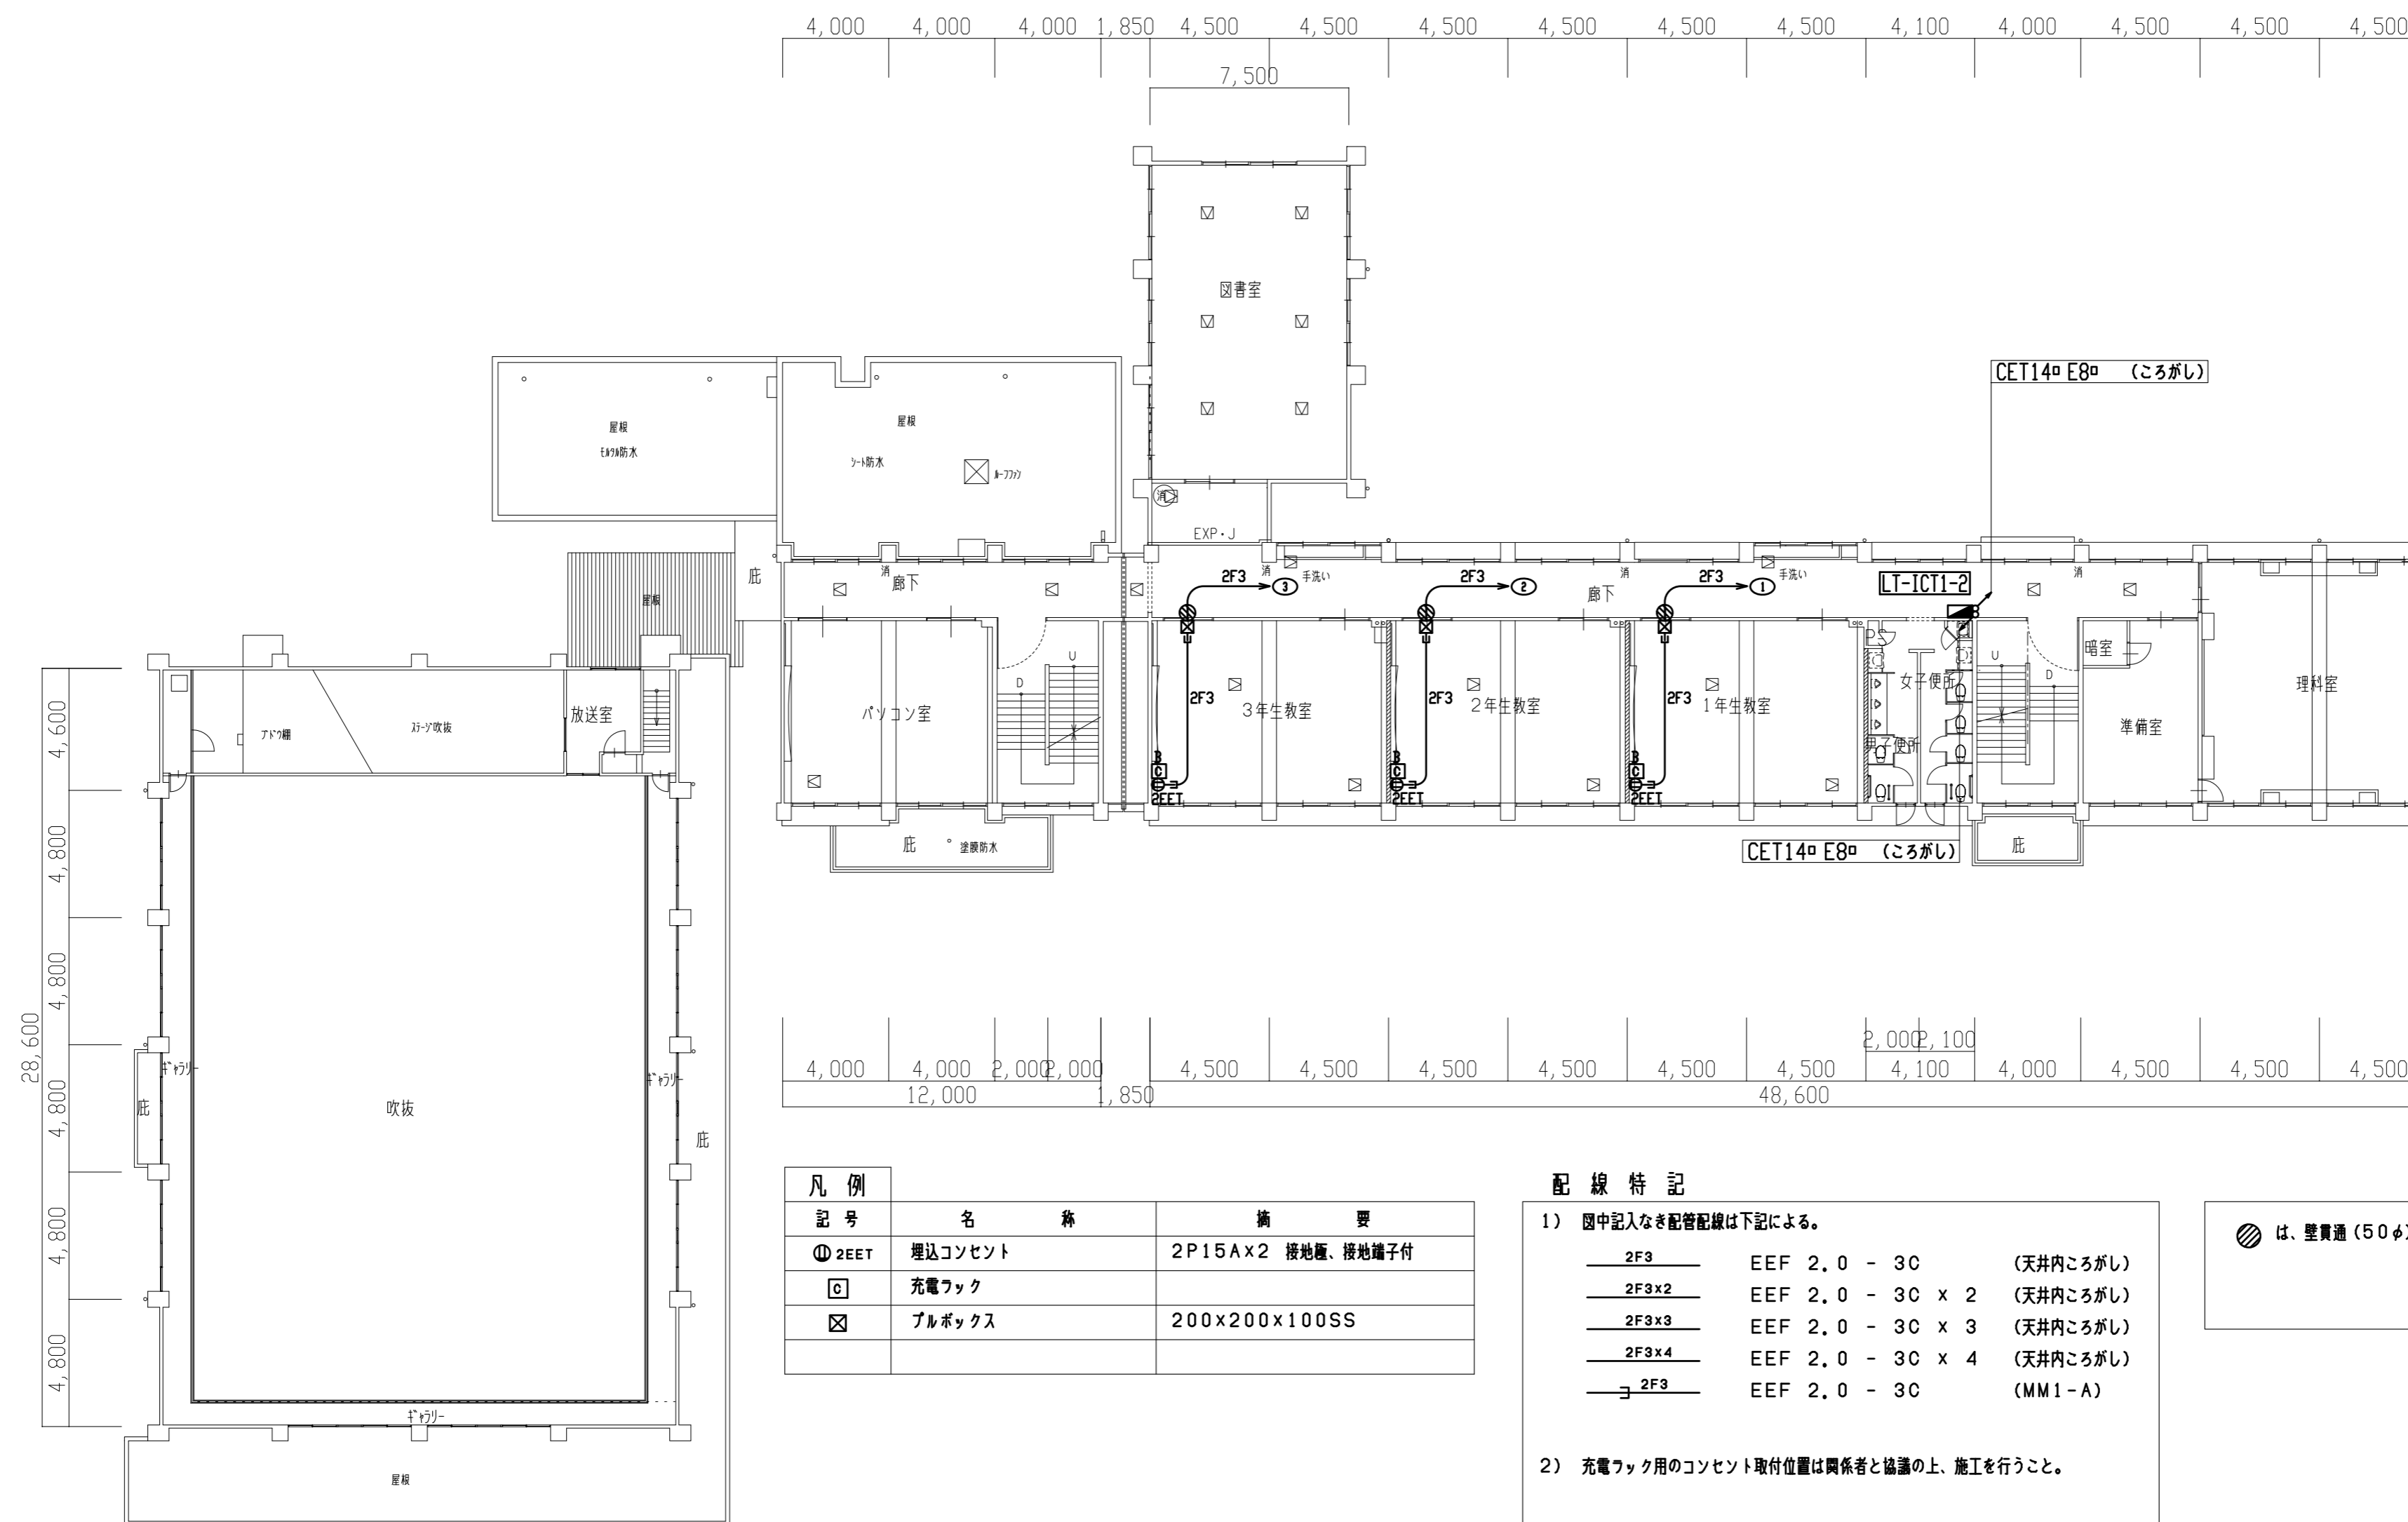 4,000 4,000 4,000 1,850 4,500 4,500 4,500 4,500 4,500 4,500 4,100 4,000 4,500 4,500 4,500
7,500
図書室
CET14□ E8□ (ころがし)
屋根
モルタル防水
屋根
シート防水
ルーフファン
消
EXP・J
庇
屋根
消
廊下
2F3
③
消
手洗い
2F3
②
廊下
消
2F3
①
手洗い
LT-ICT1-2
消
放送室
ステージ吹抜
ブドウ棚
パソコン室
D
U
2F3
3年生教室
B
C
2EET
2F3
2年生教室
B
C
2EET
2F3
1年生教室
B
C
2EET
PS
女子便所
男子便所
U
D
暗室
準備室
理科室
庇
塗膜防水
CET14□ E8□ (ころがし)
庇
4,600
4,800
4,800
4,800
4,800
4,800
28,600
ギャラリー
ギャラリー
庇
吹抜
庇
ギャラリー
屋根
2,000 2,100
4,000 4,000 2,000 2,000 4,500 4,500 4,500 4,500 4,500 4,500 4,100 4,000 4,500 4,500 4,500
12,000 1,850 48,600
凡 例
記 号 名 称 摘 要
2EET 埋込コンセント 2P15A×2 接地極、接地端子付
C 充電ラック
プルボックス 200×200×100SS
配 線 特 記
1) 図中記入なき配管配線は下記による。
2F3 EEF 2.0 - 3C (天井内ころがし)
2F3×2 EEF 2.0 - 3C × 2 (天井内ころがし)
2F3×3 EEF 2.0 - 3C × 3 (天井内ころがし)
2F3×4 EEF 2.0 - 3C × 4 (天井内ころがし)
2F3 EEF 2.0 - 3C (MM1-A)
2) 充電ラック用のコンセント取付位置は関係者と協議の上、施工を行うこと。
は、壁貫通(50φ)